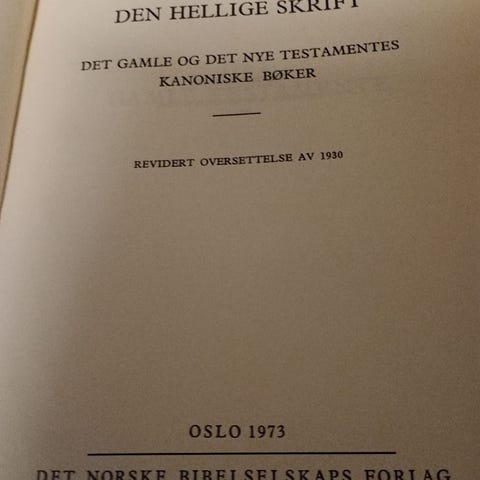 DEN HELLIGE SKRIFT
DET GAMLE OG DET NYE TESTAMENTES
KANONISKE BØKER
REVIDERT OVERSETTELSE AV 1930
OSLO 1973
DET NORSKE BIBELSELSKAPS FORLAG